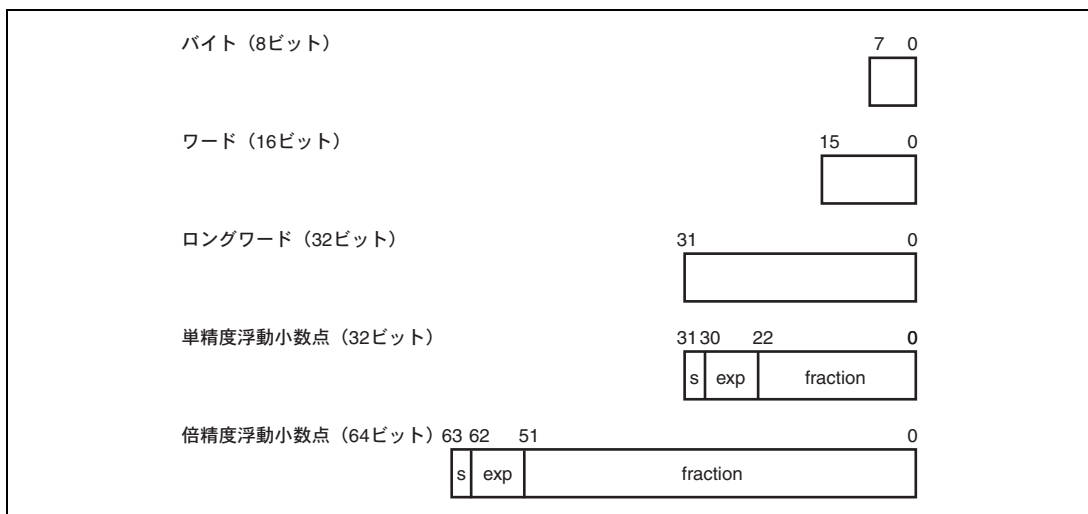 バイト（8ビット）
7 0
ワード（16ビット）
15 0
ロングワード（32ビット）
31 0
単精度浮動小数点（32ビット）
31 30 22 0
s exp fraction
倍精度浮動小数点（64ビット） 63 62 51 0
s exp fraction